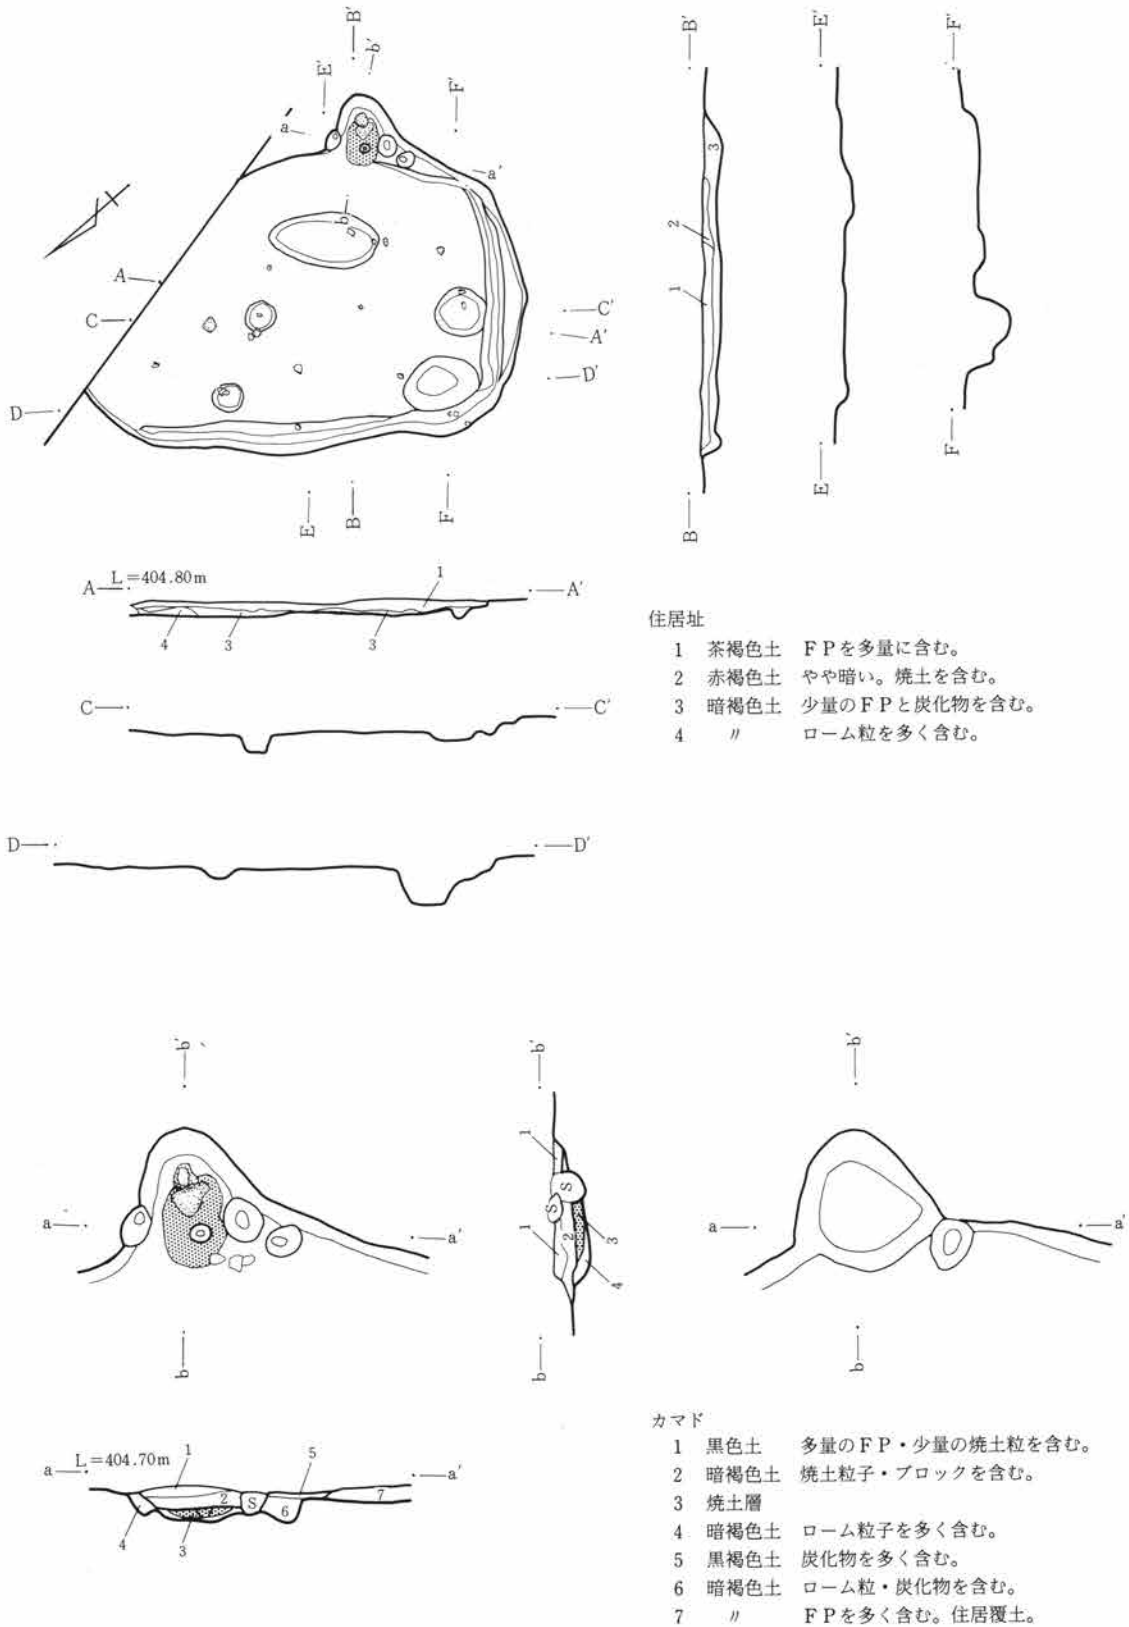 B′
b′
E′
F′
a
a′
b
A
C
C′
A′
D′
D
E
B
F
B′
E′
F′
3
2
1
B
E
F
A L=404.80m 1 A′
4 3 3
C C′
D D′
住居址
1 茶褐色土 FPを多量に含む。
2 赤褐色土 やや暗い。焼土を含む。
3 暗褐色土 少量のFPと炭化物を含む。
4 〃 ローム粒を多く含む。
b′
a a′
b
b′
1
S
S
1
2
3
4
b
b′
a a′
b
a L=404.70m 1 5 a′
2 S 6 7
4 3
カマド
1 黒色土 多量のFP・少量の焼土粒を含む。
2 暗褐色土 焼土粒子・ブロックを含む。
3 焼土層
4 暗褐色土 ローム粒子を多く含む。
5 黒褐色土 炭化物を多く含む。
6 暗褐色土 ローム粒・炭化物を含む。
7 〃 FPを多く含む。住居覆土。